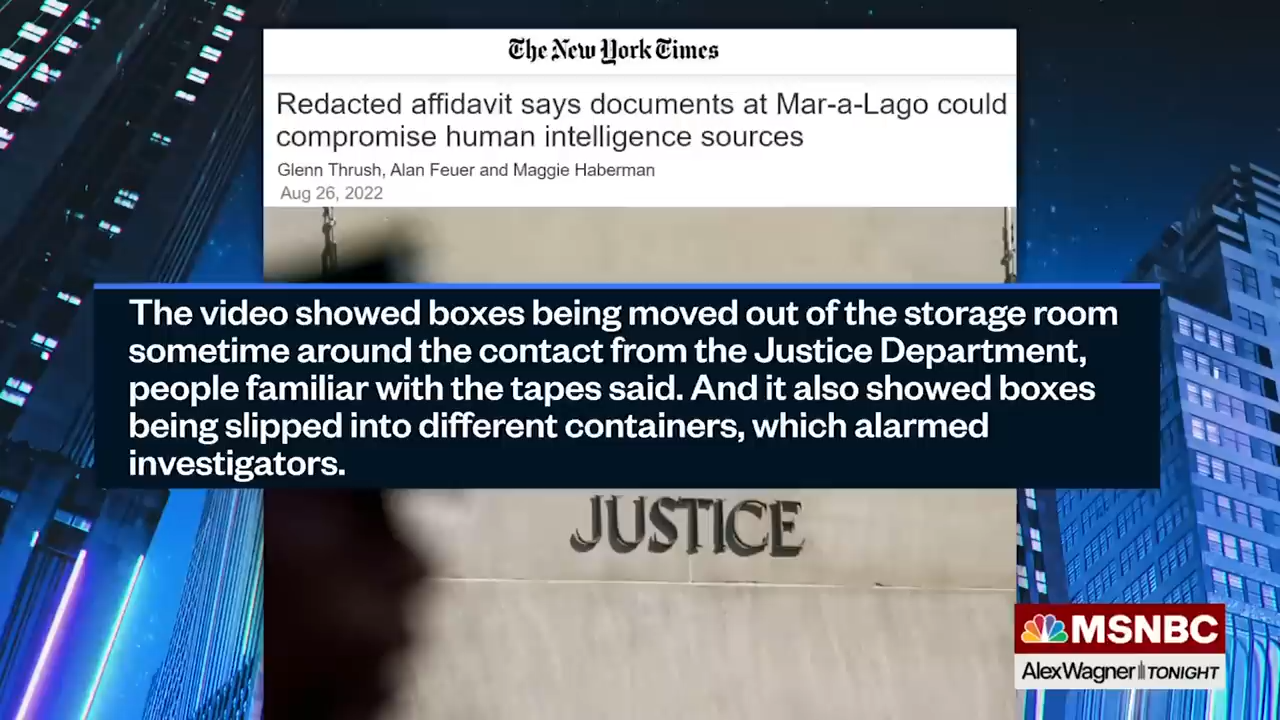 The New York Times
Redacted affidavit says documents at Mar-a-Lago could
compromise human intelligence sources
Glenn Thrush, Alan Feuer and Maggie Haberman
Aug 26, 2022
The video showed boxes being moved out of the storage room
sometime around the contact from the Justice Department,
people familiar with the tapes said. And it also showed boxes
being slipped into different containers, which alarmed
investigators.
JUSTICE
MSNBC
AlexWagner TONIGHT